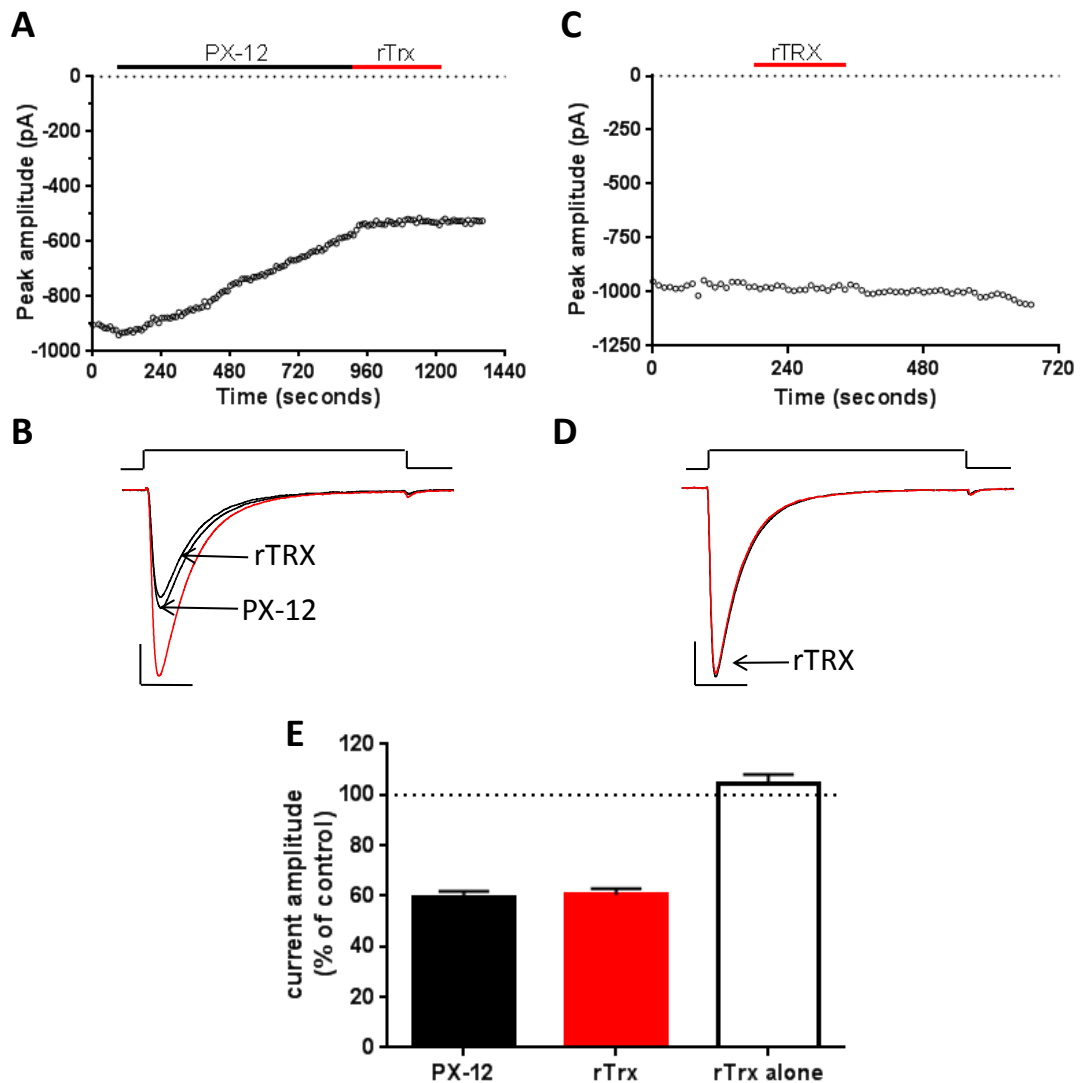 A
PX-12 rTrx
0
-200
-400
-600
-800
-1000
Peak amplitude (pA)
0 240 480 720 960 1200 1440
Time (seconds)
C
rTRX
0
-250
-500
-750
-1000
-1250
Peak amplitude (pA)
0 240 480 720
Time (seconds)
B
rTRX
PX-12
D
rTRX
E
120
100
80
60
40
20
0
current amplitude
(% of control)
PX-12 rTrx rTrx alone